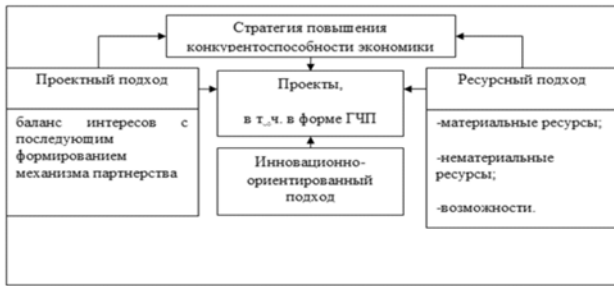 Стратегия повышения
конкурентоспособности экономики
Проектный подход
баланс интересов с
последующим
формированием
механизма партнерства
Проекты,
в т.ч. в форме ГЧП
Инновационно-
ориентированный
подход
Ресурсный подход
-материальные ресурсы;
-нематериальные
ресурсы;
-возможности.